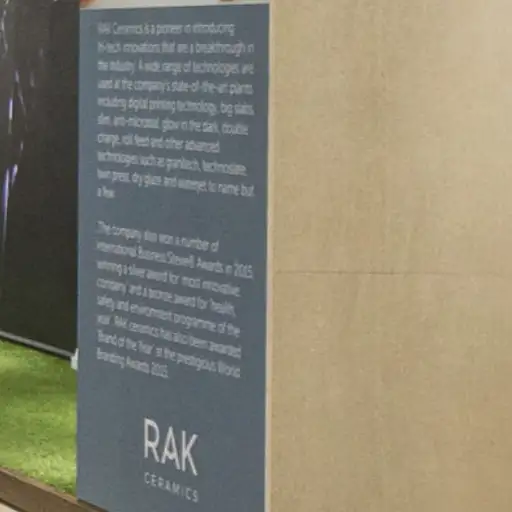 RAK Ceramics is a pioneer in introducing
hi-tech innovations that are a breakthrough in
the industry. A wide range of technologies are
used at the company's state-of-the-art plants
including digital printing technology, big slabs,
slim, anti-microbial, glow in the dark, double
charge, roll feed and other advanced
technologies such as granitech, technoslate,
twin press, dry glaze and waterjet to name but
a few.
The company also won a number of
International Business Stevie® Awards in 2015,
winning a silver award for 'most innovative
company' and a bronze award for 'health,
safety and environment programme of the
year'. RAK ceramics has also been awarded
'Brand of the Year' at the prestigious World
Branding Awards 2015.
RAK
CERAMICS